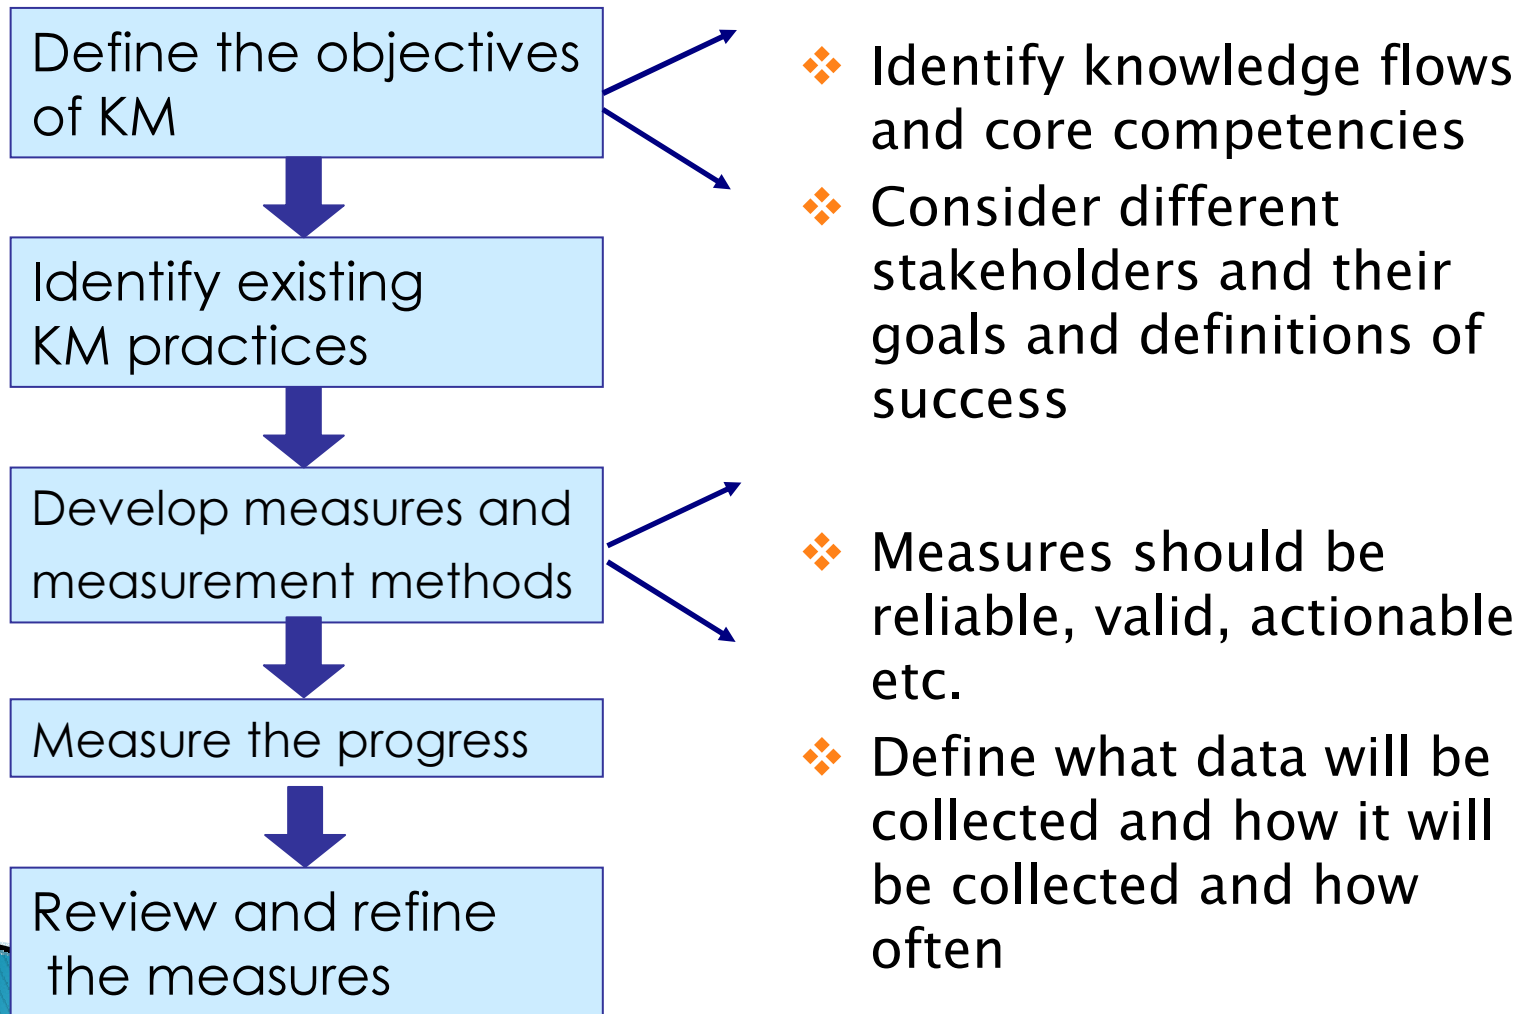 Define the objectives
of KM
Identify existing
KM practices
Develop measures and
measurement methods
Measure the progress
Review and refine
the measures
❖ Identify knowledge flows
and core competencies
❖ Consider different
stakeholders and their
goals and definitions of
success
❖ Measures should be
reliable, valid, actionable
etc.
❖ Define what data will be
collected and how it will
be collected and how
often